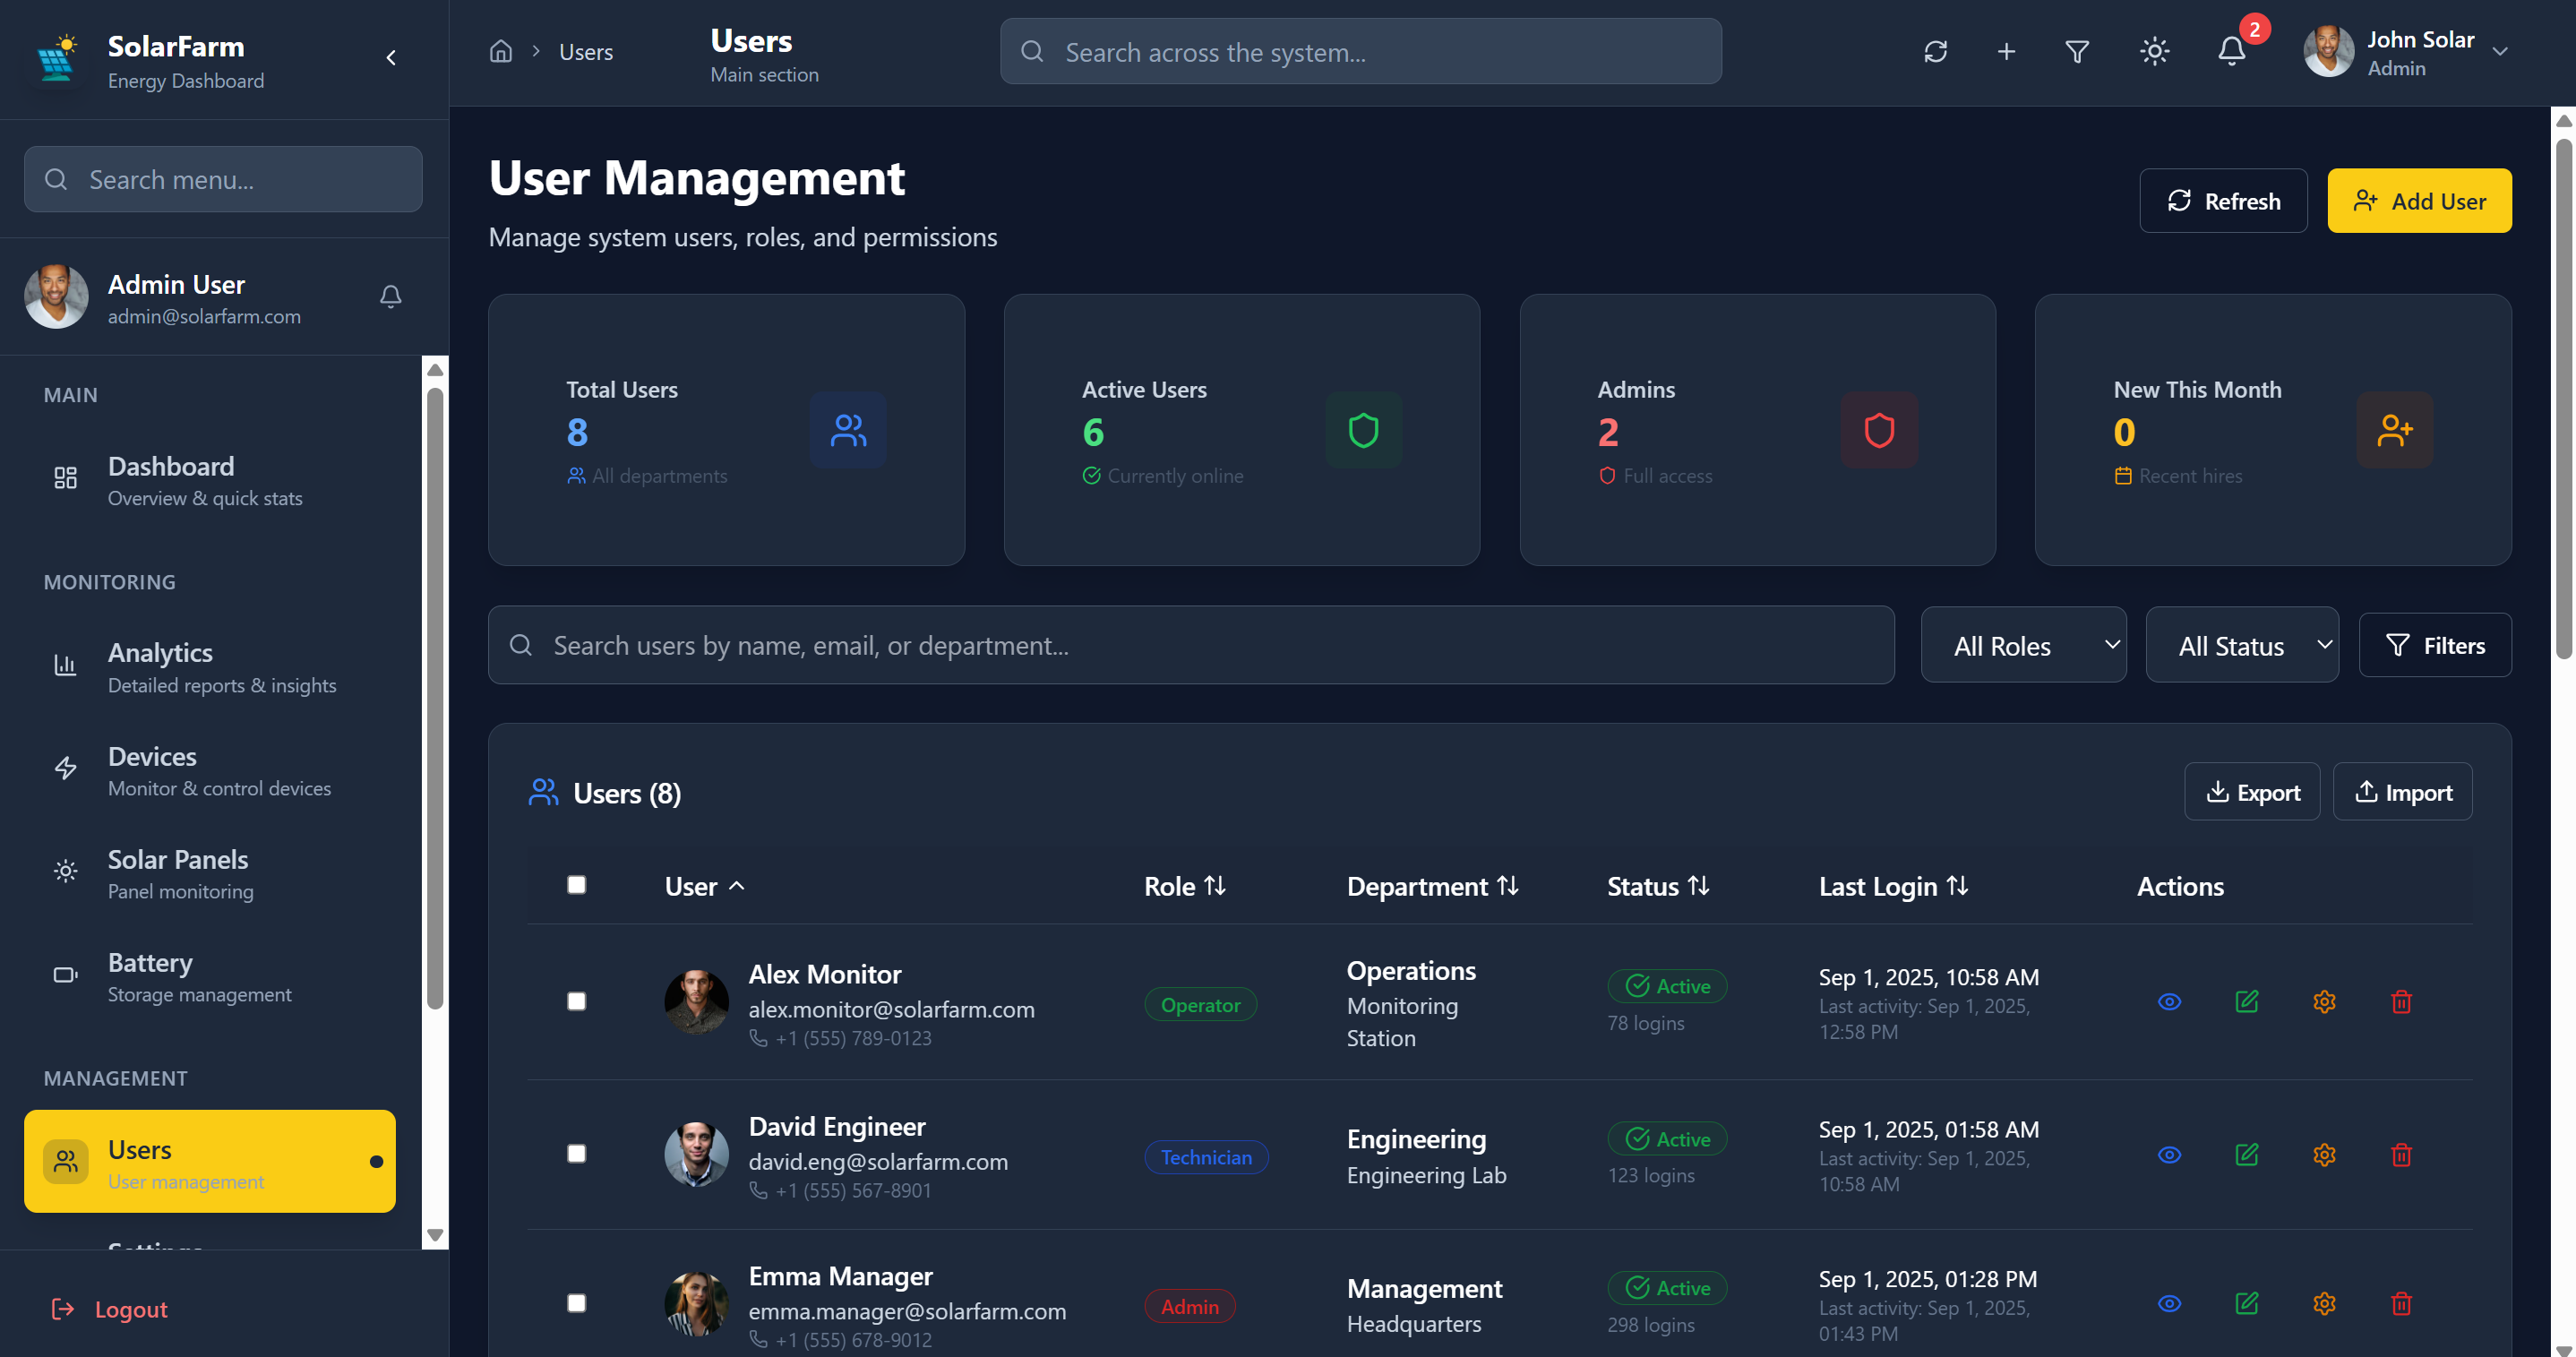 SolarFarm
Energy Dashboard
Search menu...
Admin User
admin@solarfarm.com
MAIN
Dashboard
Overview & quick stats
MONITORING
Analytics
Detailed reports & insights
Devices
Monitor & control devices
Solar Panels
Panel monitoring
Battery
Storage management
MANAGEMENT
Users
User management
Settings
Logout
Users
Users
Main section
Search across the system...
2
John Solar
Admin
User Management
Manage system users, roles, and permissions
Refresh
Add User
Total Users
8
All departments
Active Users
6
Currently online
Admins
2
Full access
New This Month
0
Recent hires
Search users by name, email, or department...
All Roles
All Status
Filters
Users (8)
Export
Import
User Role Department Status Last Login Actions
Alex Monitor
alex.monitor@solarfarm.com
+1 (555) 789-0123
Operator
Operations
Monitoring
Station
Active
78 logins
Sep 1, 2025, 10:58 AM
Last activity: Sep 1, 2025,
12:58 PM
David Engineer
david.eng@solarfarm.com
+1 (555) 567-8901
Technician
Engineering
Engineering Lab
Active
123 logins
Sep 1, 2025, 01:58 AM
Last activity: Sep 1, 2025,
10:58 AM
Emma Manager
emma.manager@solarfarm.com
+1 (555) 678-9012
Admin
Management
Headquarters
Active
298 logins
Sep 1, 2025, 01:28 PM
Last activity: Sep 1, 2025,
01:43 PM